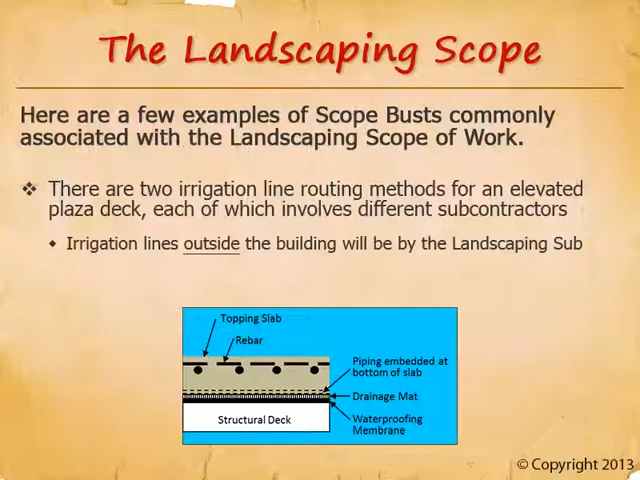 The Landscaping Scope
Here are a few examples of Scope Busts commonly
associated with the Landscaping Scope of Work.
There are two irrigation line routing methods for an elevated
plaza deck, each of which involves different subcontractors
Irrigation lines outside the building will be by the Landscaping Sub
Topping Slab
Rebar
Piping embedded at
bottom of slab
Drainage Mat
Waterproofing
Membrane
Structural Deck
© Copyright 2013